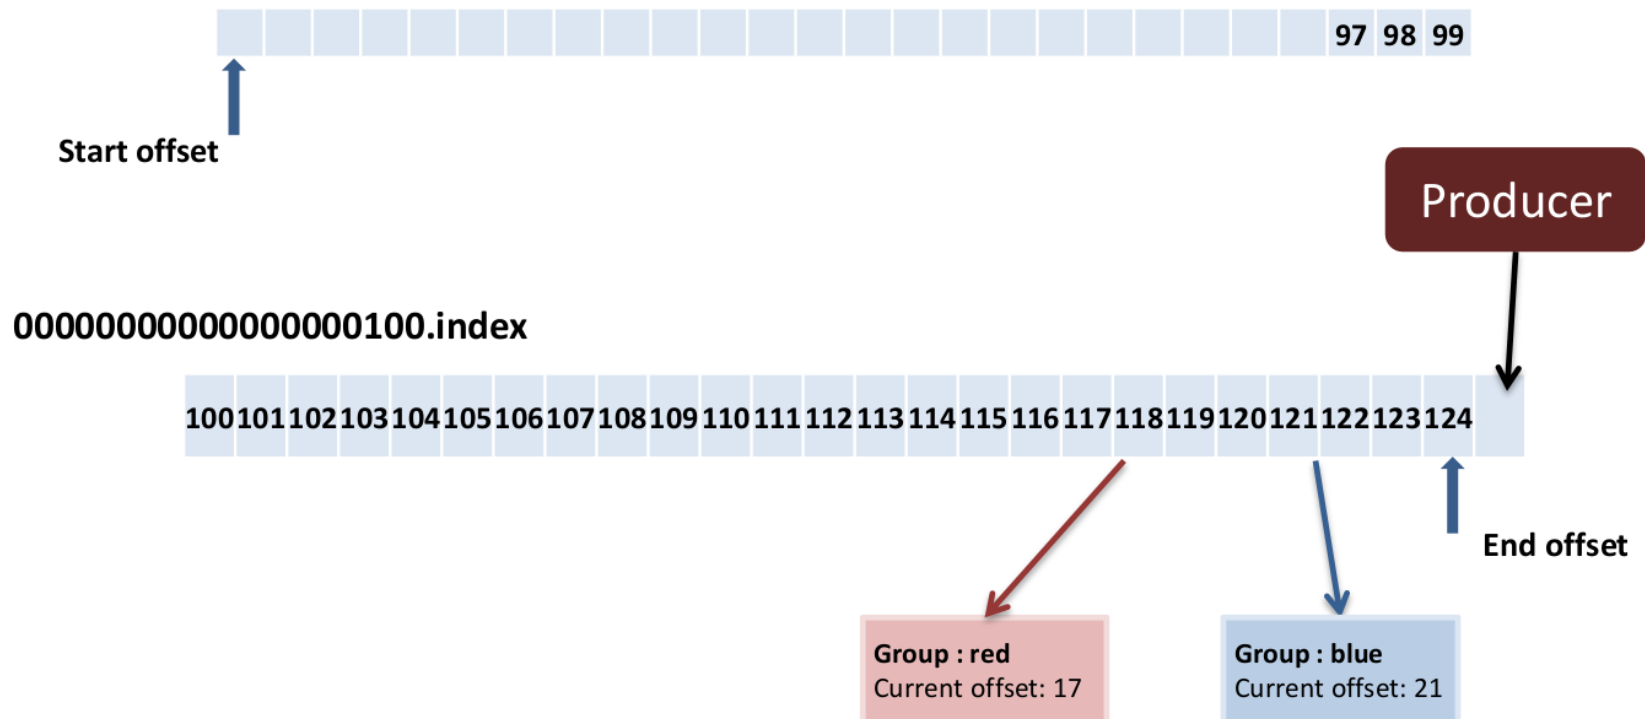 97 98 99
Start offset
Producer
00000000000000000100.index
100 101 102 103 104 105 106 107 108 109 110 111 112 113 114 115 116 117 118 119 120 121 122 123 124
End offset
Group : red
Current offset: 17
Group : blue
Current offset: 21